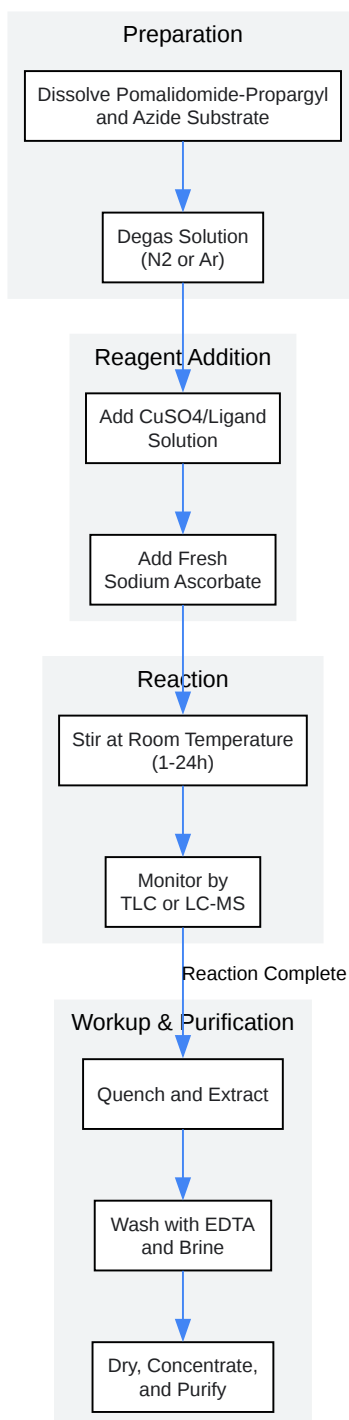 Preparation
Dissolve Pomalidomide-Propargyl
and Azide Substrate
Degas Solution
(N2 or Ar)
Reagent Addition
Add CuSO4/Ligand
Solution
Add Fresh
Sodium Ascorbate
Reaction
Stir at Room Temperature
(1-24h)
Monitor by
TLC or LC-MS
Reaction Complete
Workup & Purification
Quench and Extract
Wash with EDTA
and Brine
Dry, Concentrate,
and Purify